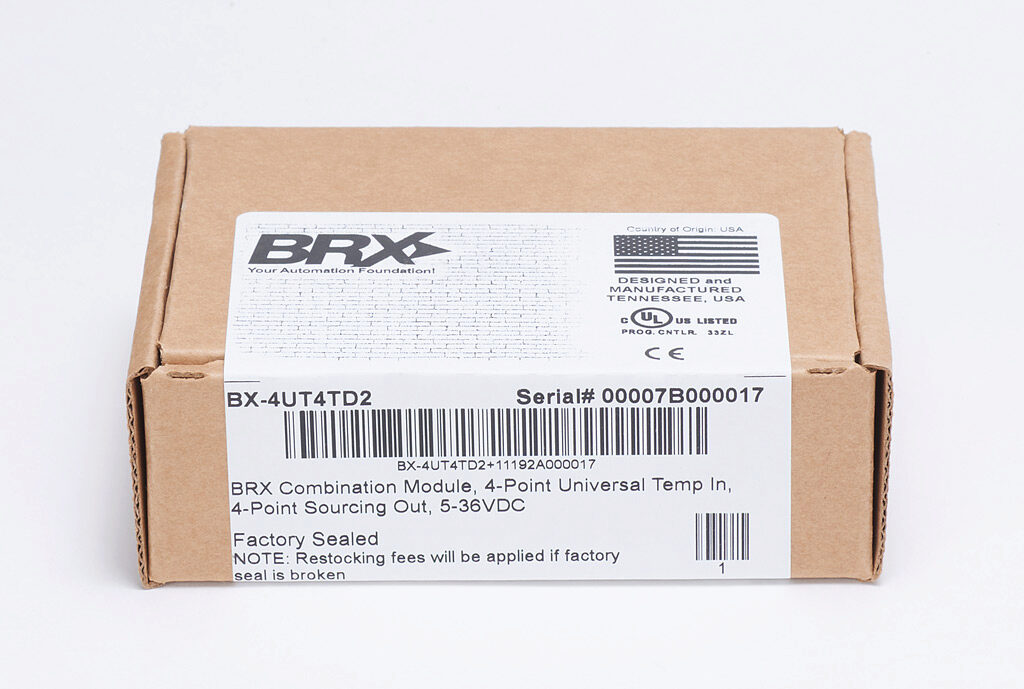 BRX
Your Automation Foundation!
Country of Origin: USA
DESIGNED and
MANUFACTURED
TENNESSEE, USA
C UL US LISTED
PROG. CNTLR. 33ZL
CE
BX-4UT4TD2
Serial# 00007B000017
BX-4UT4TD2+11192A000017
BRX Combination Module, 4-Point Universal Temp In,
4-Point Sourcing Out, 5-36VDC
Factory Sealed
NOTE: Restocking fees will be applied if factory
seal is broken
1